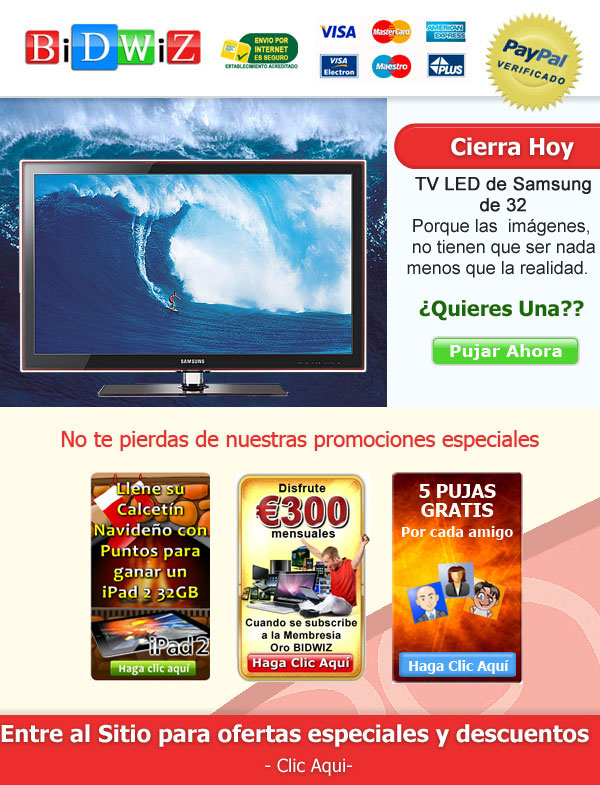 BiDWiZ
ENVIO POR
INTERNET
ES SEGURO
ESTABLECIMIENTO ACREDITADO
VISA
MasterCard
AMERICAN
EXPRESS
VISA
Electron
Maestro
PLUS
PayPal
VERIFICADO
Cierra Hoy
TV LED de Samsung
de 32
Porque las imágenes,
no tienen que ser nada
menos que la realidad.
¿Quieres Una??
Pujar Ahora
SAMSUNG
No te pierdas de nuestras promociones especiales
Llene su
Calcetín
Navideño con
Puntos para
ganar un
iPad 2 32GB
iPad 2
Haga clic aquí
Disfrute
€300
mensuales
Cuando se subscribe
a la Membresía
Oro BIDWIZ
Haga Clic Aquí
5 PUJAS
GRATIS
Por cada amigo
Haga Clic Aquí
Entre al Sitio para ofertas especiales y descuentos
- Clic Aqui-